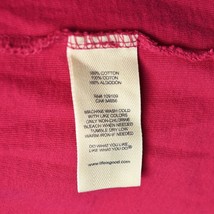 100% COTTON
100% COTON
100% ALGODON
RN# 109109
CA# M4656
MACHINE WASH COLD
WITH LIKE COLORS
ONLY NON-CHLORINE
BLEACH WHEN NEEDED
TUMBLE DRY LOW
WARM IRON IF NEEDED
DO WHAT YOU LIKE
LIKE WHAT YOU DO.®
www.lifeisgood.com